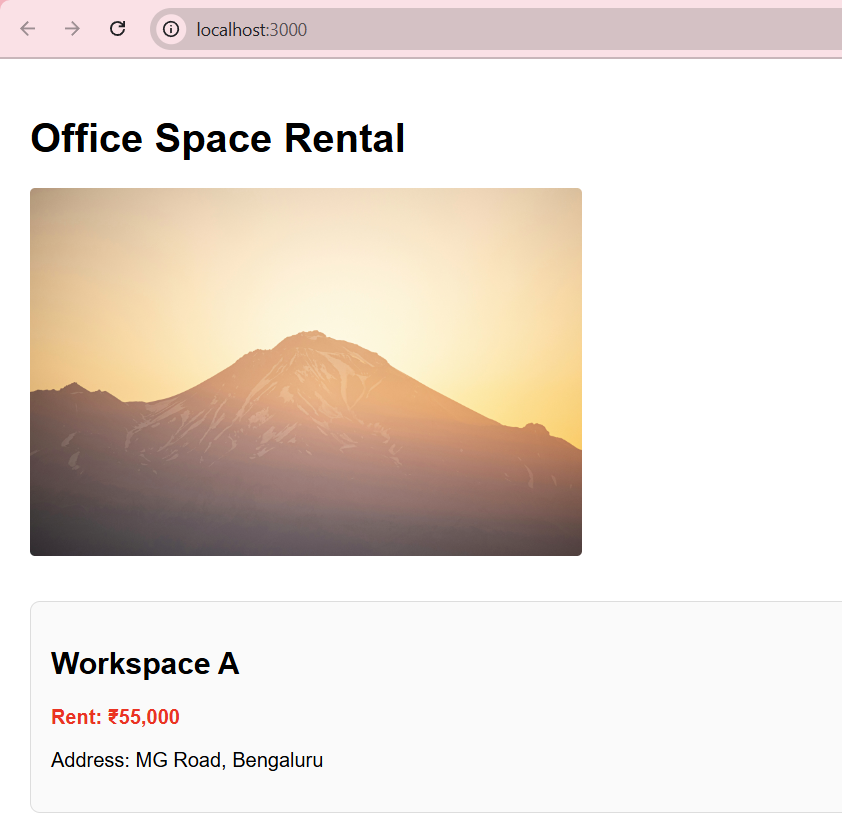 localhost:3000
Office Space Rental
Workspace A
Rent: ₹55,000
Address: MG Road, Bengaluru